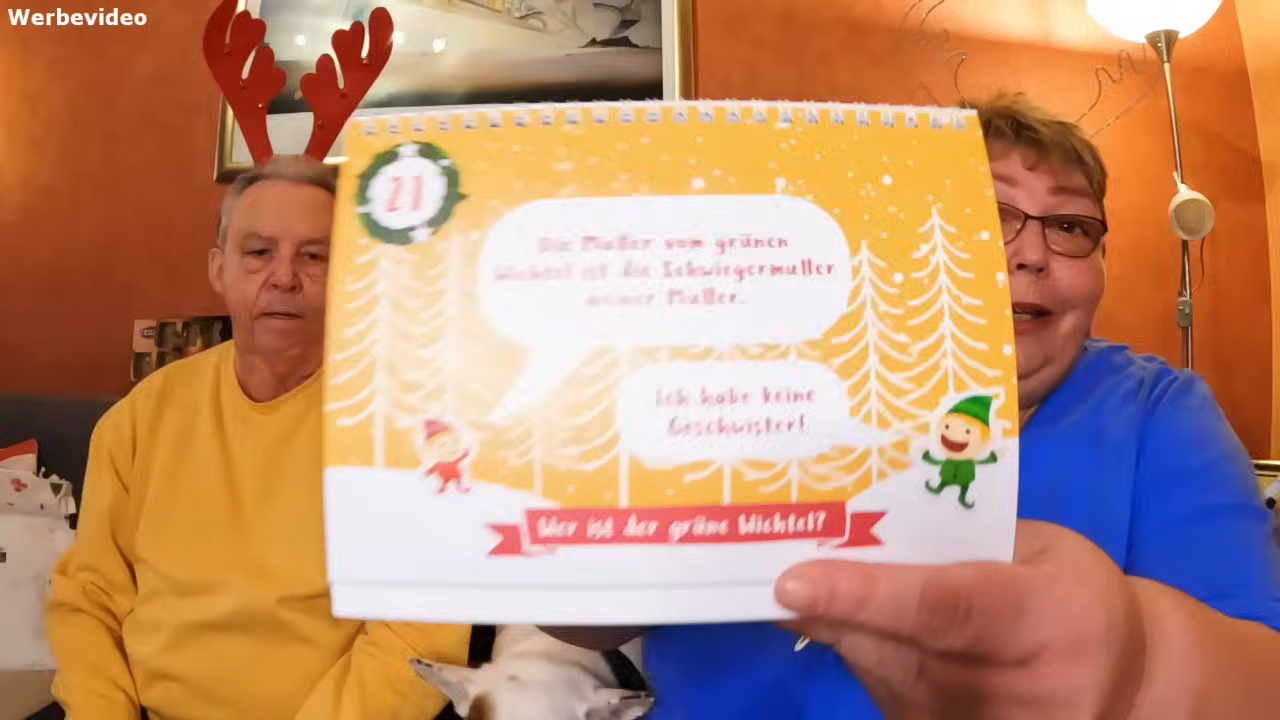 Werbevideo
21
Die Mutter vom grünen
Wichtel ist die Schwiegermutter
meiner Mutter.
Ich habe keine
Geschwister!
Wer ist der grüne Wichtel?